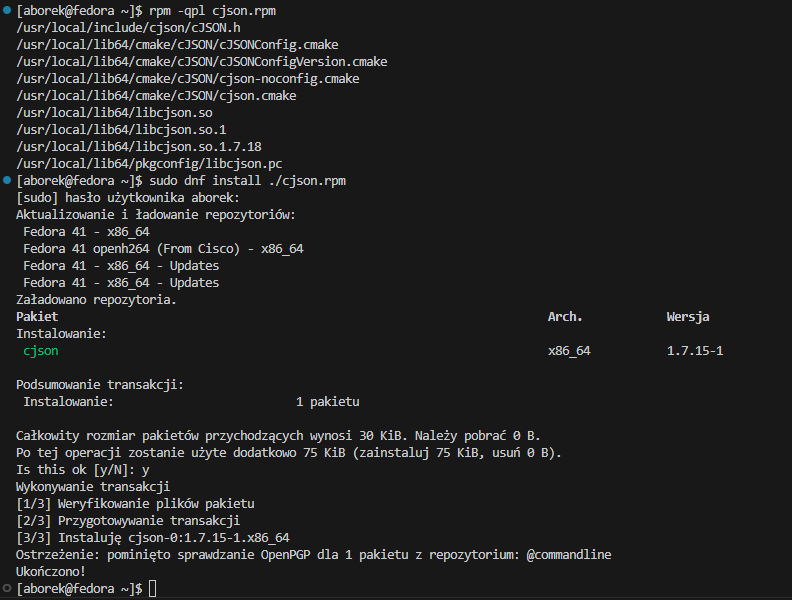 [aborek@fedora ~]$ rpm -qpl cjson.rpm
/usr/local/include/cjson/cJSON.h
/usr/local/lib64/cmake/cJSON/cJSONConfig.cmake
/usr/local/lib64/cmake/cJSON/cJSONConfigVersion.cmake
/usr/local/lib64/cmake/cJSON/cjson-noconfig.cmake
/usr/local/lib64/cmake/cJSON/cjson.cmake
/usr/local/lib64/libcjson.so
/usr/local/lib64/libcjson.so.1
/usr/local/lib64/libcjson.so.1.7.18
/usr/local/lib64/pkgconfig/libcjson.pc
[aborek@fedora ~]$ sudo dnf install ./cjson.rpm
[sudo] hasło użytkownika aborek:
Aktualizowanie i ładowanie repozytoriów:
 Fedora 41 - x86_64
 Fedora 41 openh264 (From Cisco) - x86_64
 Fedora 41 - x86_64 - Updates
 Fedora 41 - x86_64 - Updates
Załadowano repozytoria.
Pakiet Arch. Wersja
Instalowanie:
 cjson x86_64 1.7.15-1
Podsumowanie transakcji:
 Instalowanie: 1 pakietu
Całkowity rozmiar pakietów przychodzących wynosi 30 KiB. Należy pobrać 0 B.
Po tej operacji zostanie użyte dodatkowo 75 KiB (zainstaluj 75 KiB, usuń 0 B).
Is this ok [y/N]: y
Wykonywanie transakcji
[1/3] Weryfikowanie plików pakietu
[2/3] Przygotowywanie transakcji
[3/3] Instaluję cjson-0:1.7.15-1.x86_64
Ostrzeżenie: pominięto sprawdzanie OpenPGP dla 1 pakietu z repozytorium: @commandline
Ukończono!
[aborek@fedora ~]$